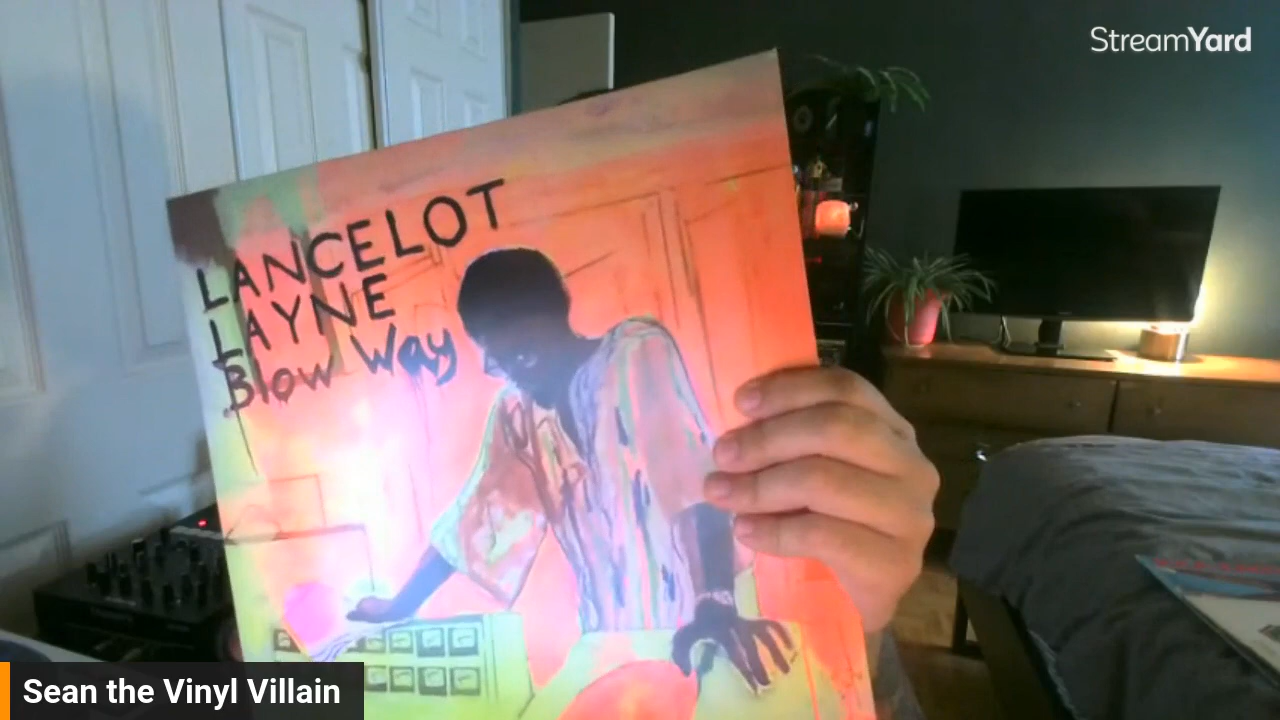 StreamYard
LANCELOT
LAYNE
Blow Way
Sean the Vinyl Villain